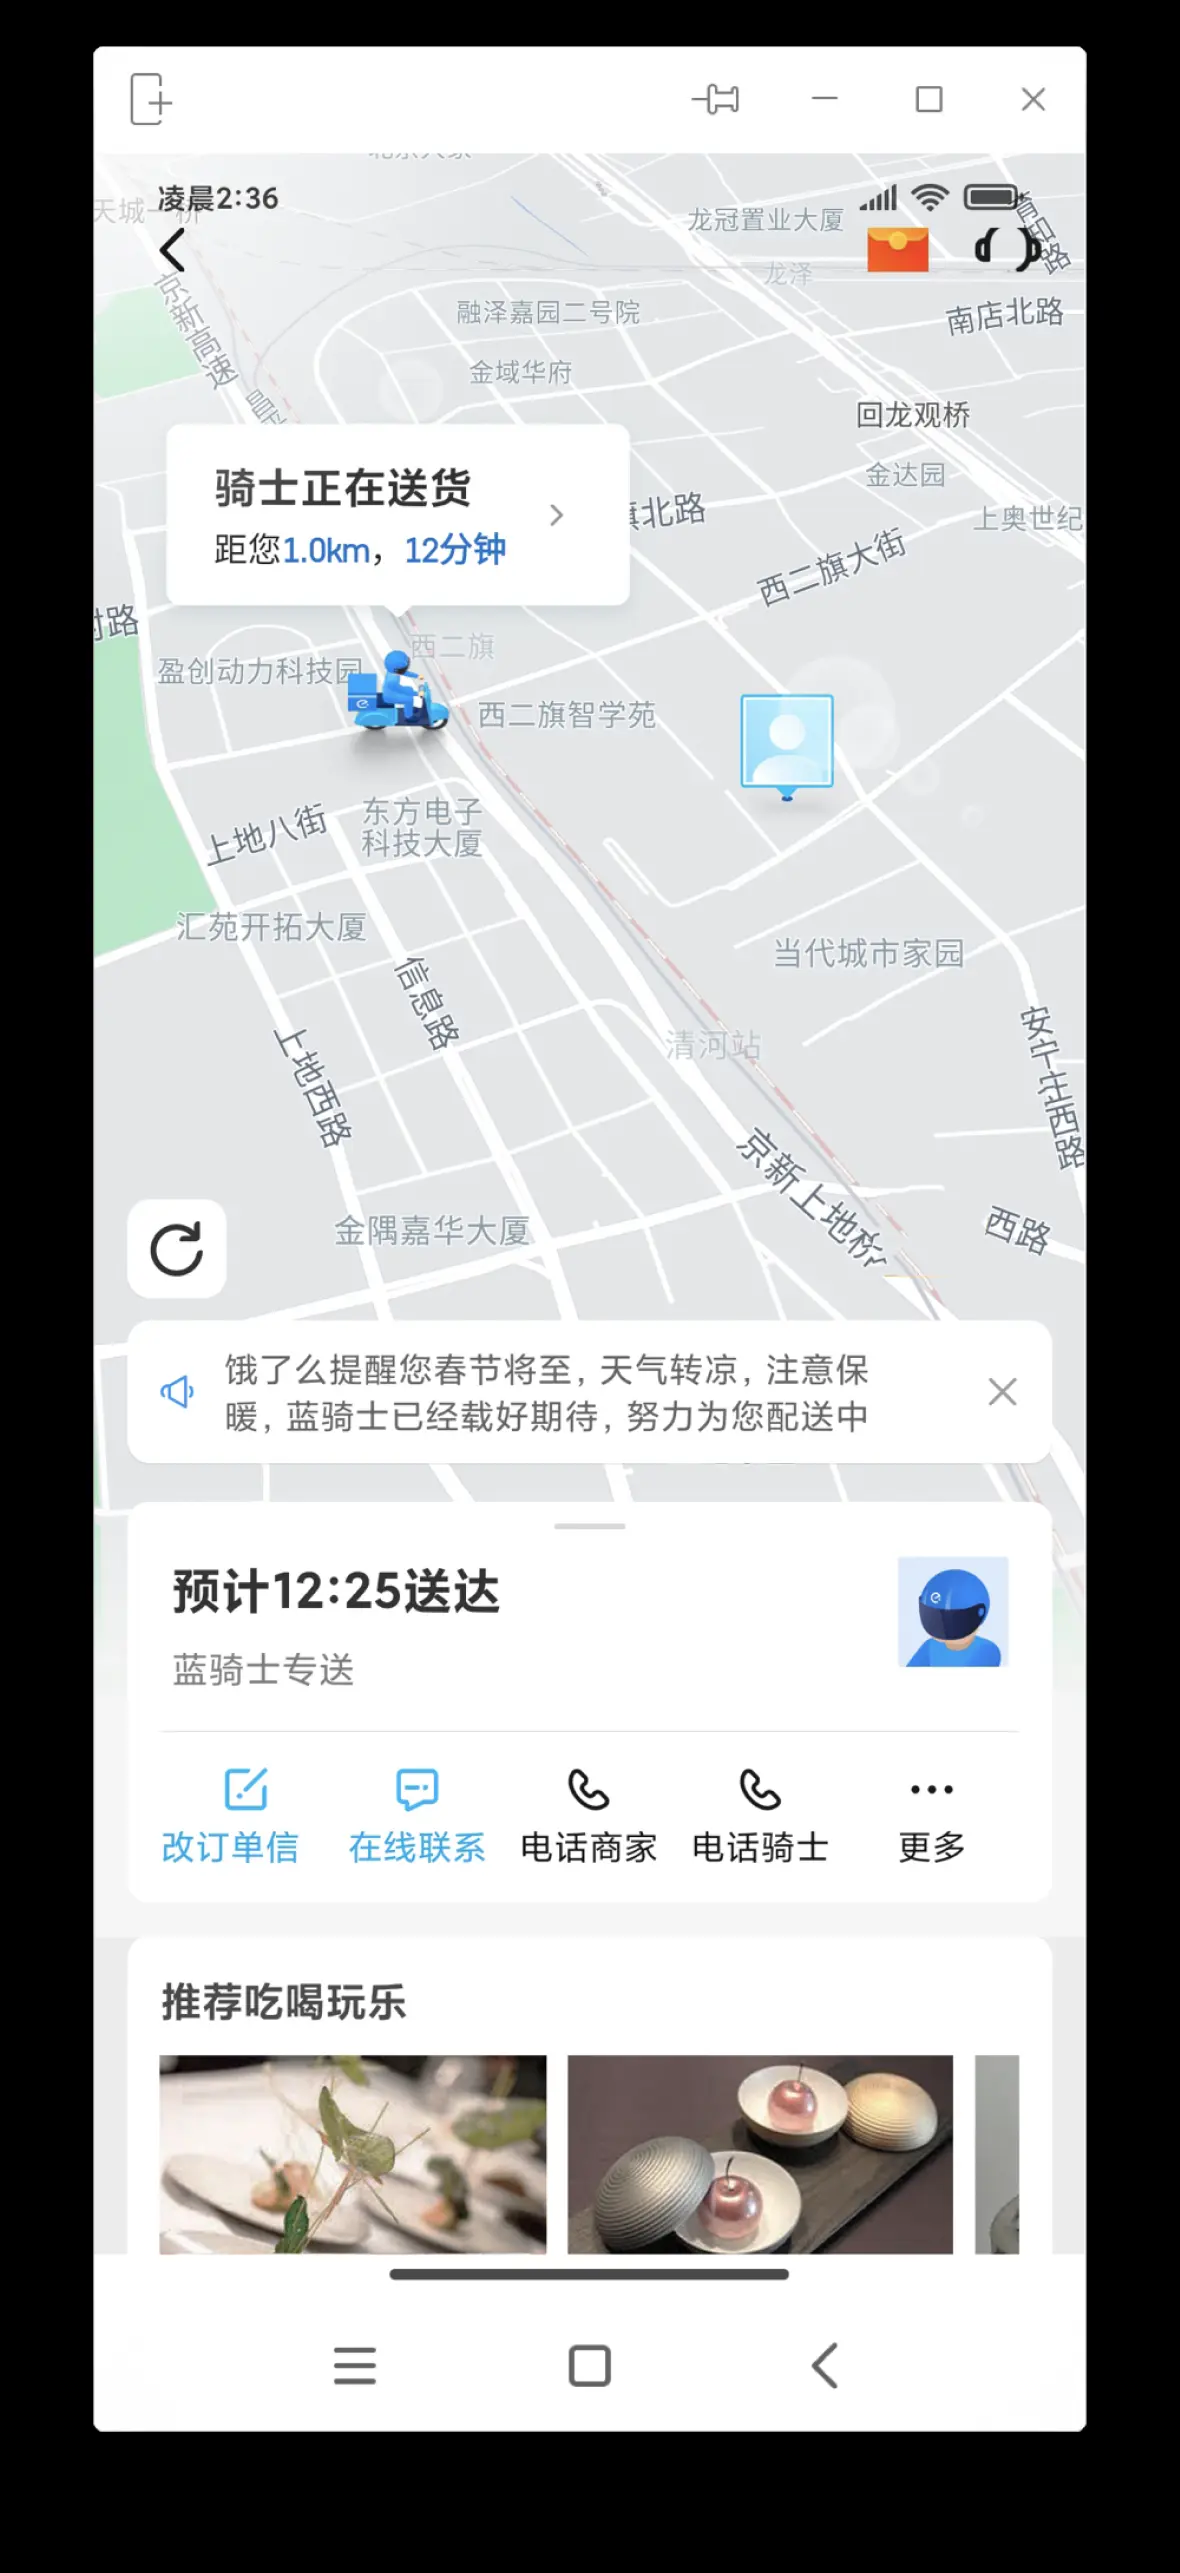 凌晨2:36
龙冠置业大厦
龙泽
京新高速
融泽嘉园二号院
南店北路
金域华府
回龙观桥
金达园
骑士正在送货
距您1.0km，12分钟
旗北路
上奥世纪
西二旗大街
村路
西二旗
盈创动力科技园
西二旗智学苑
上地八街
东方电子
科技大厦
汇苑开拓大厦
当代城市家园
信息路
上地西路
清河站
安宁庄西路
京新上地桥
西路
金隅嘉华大厦
饿了么提醒您春节将至，天气转凉，注意保
暖，蓝骑士已经载好期待，努力为您配送中
预计12:25送达
蓝骑士专送
改订单信 在线联系 电话商家 电话骑士 更多
推荐吃喝玩乐